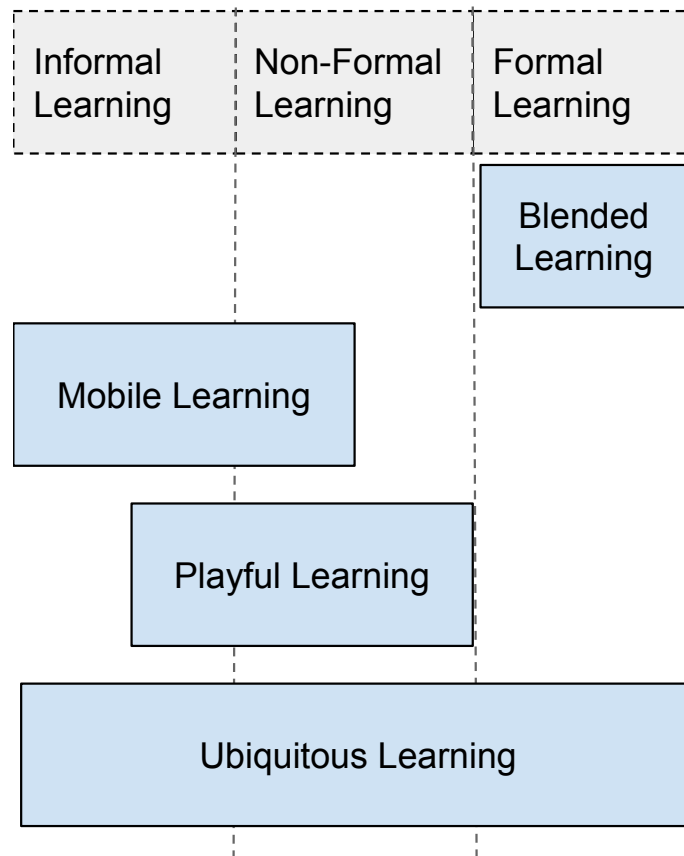 Informal
Learning
Non-Formal
Learning
Formal
Learning
Blended
Learning
Mobile Learning
Playful Learning
Ubiquitous Learning